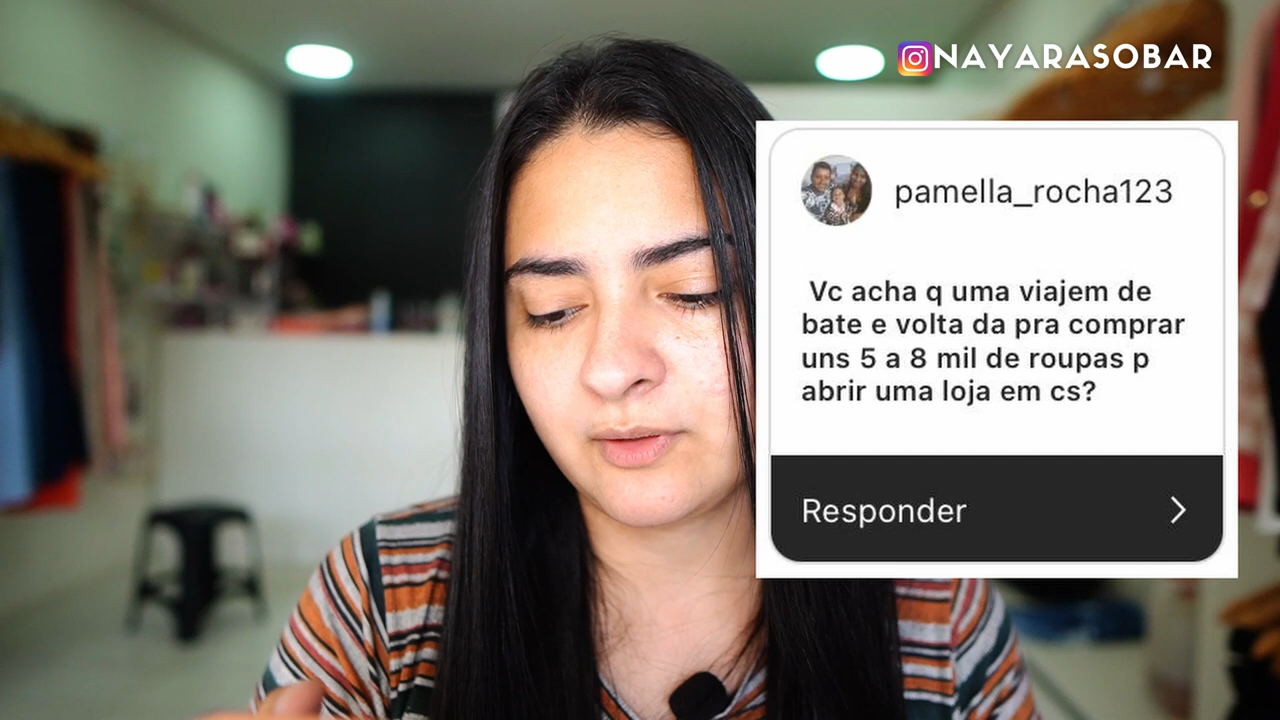 NAYARASOBAR
pamella_rocha123
Vc acha q uma viajem de
bate e volta da pra comprar
uns 5 a 8 mil de roupas p
abrir uma loja em cs?
Responder